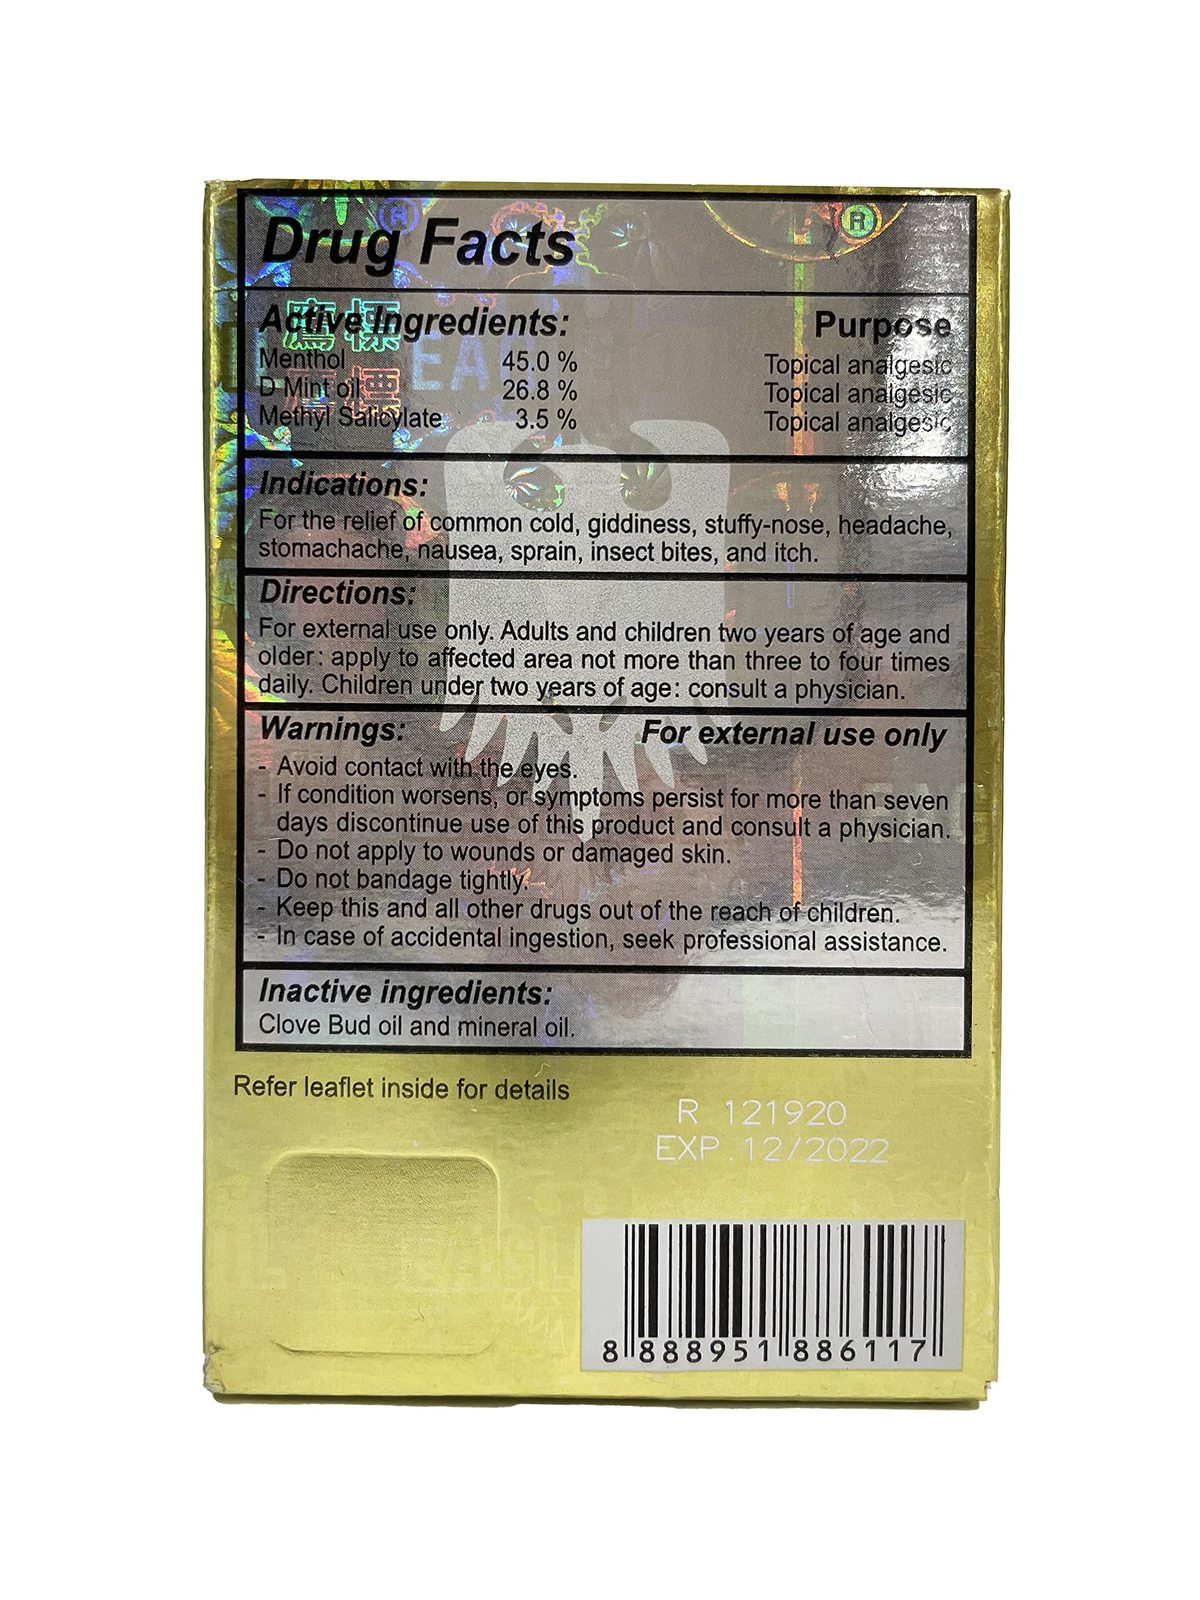 Drug Facts
®
®
鷹標
EA
Active Ingredients: Purpose
Menthol 45.0 % Topical analgesic
D Mint oil 26.8 % Topical analgesic
Methyl Salicylate 3.5 % Topical analgesic
Indications:
For the relief of common cold, giddiness, stuffy-nose, headache,
stomachache, nausea, sprain, insect bites, and itch.
Directions:
For external use only. Adults and children two years of age and
older: apply to affected area not more than three to four times
daily. Children under two years of age: consult a physician.
Warnings: For external use only
- Avoid contact with the eyes.
- If condition worsens, or symptoms persist for more than seven
days discontinue use of this product and consult a physician.
- Do not apply to wounds or damaged skin.
- Do not bandage tightly.
- Keep this and all other drugs out of the reach of children.
- In case of accidental ingestion, seek professional assistance.
Inactive ingredients:
Clove Bud oil and mineral oil.
Refer leaflet inside for details
R 121920
EXP.12/2022
8 888951 886117